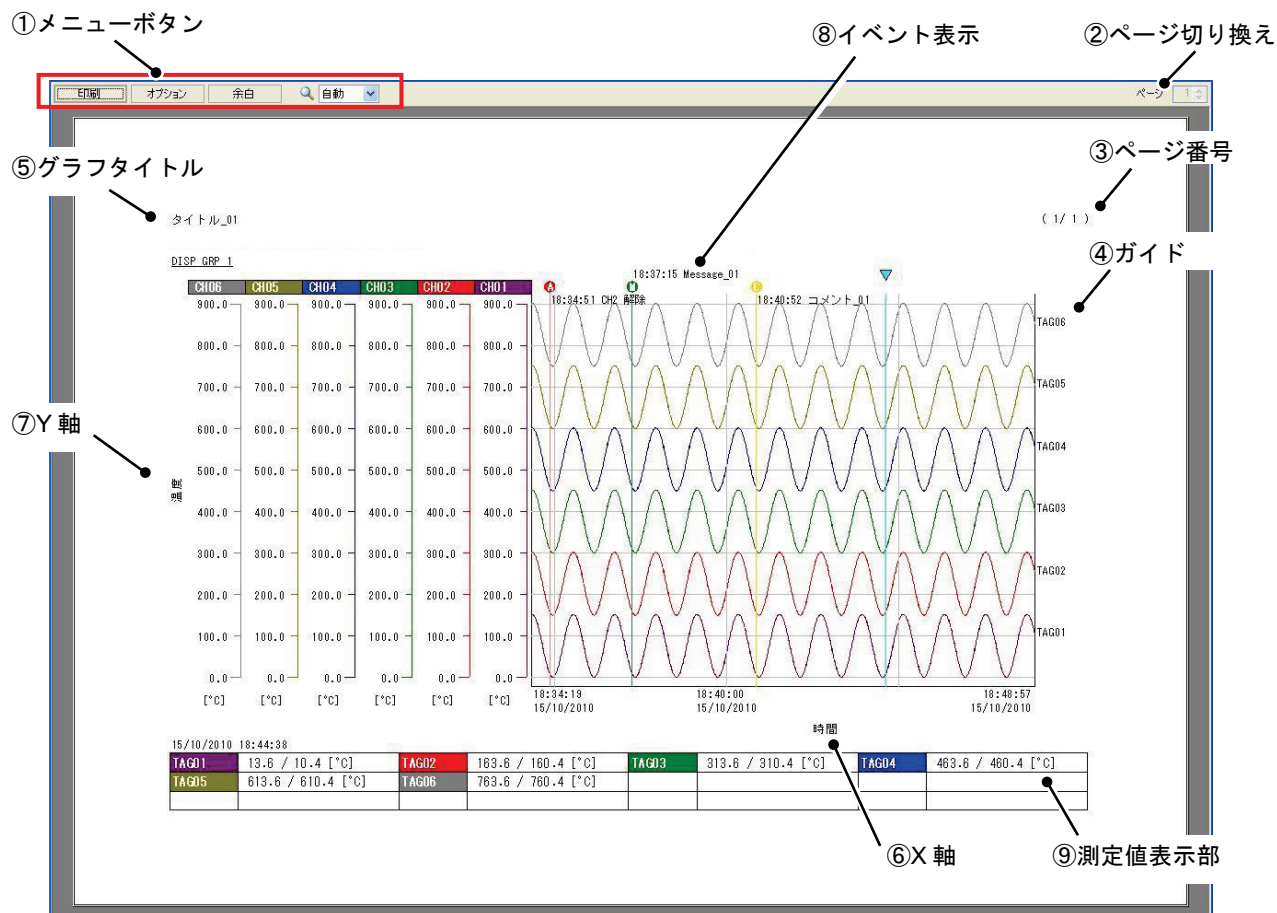 ①メニューボタン
⑧イベント表示
②ページ切り換え
印刷 オプション 余白 自動
ページ 1
⑤グラフタイトル
③ページ番号
タイトル_01
( 1/ 1 )
④ガイド
DISP GRP 1
18:37:15 Message_01
CH06 CH05 CH04 CH03 CH02 CH01
A M L
18:34:51 CH2 解除 18:40:52 コメント_01
900.0 900.0 900.0 900.0 900.0 900.0
TAG06
800.0 800.0 800.0 800.0 800.0 800.0
700.0 700.0 700.0 700.0 700.0 700.0
TAG05
⑦Y 軸
600.0 600.0 600.0 600.0 600.0 600.0
TAG04
500.0 500.0 500.0 500.0 500.0 500.0
温度
400.0 400.0 400.0 400.0 400.0 400.0
TAG03
300.0 300.0 300.0 300.0 300.0 300.0
TAG02
200.0 200.0 200.0 200.0 200.0 200.0
100.0 100.0 100.0 100.0 100.0 100.0
TAG01
0.0 0.0 0.0 0.0 0.0 0.0
[°C] [°C] [°C] [°C] [°C] [°C]
18:34:19 18:40:00 18:48:57
15/10/2010 15/10/2010 15/10/2010
時間
15/10/2010 18:44:38
TAG01 13.6 / 10.4 [°C] TAG02 163.6 / 160.4 [°C] TAG03 313.6 / 310.4 [°C] TAG04 463.6 / 460.4 [°C]
TAG05 613.6 / 610.4 [°C] TAG06 763.6 / 760.4 [°C]
⑥X 軸
⑨測定値表示部